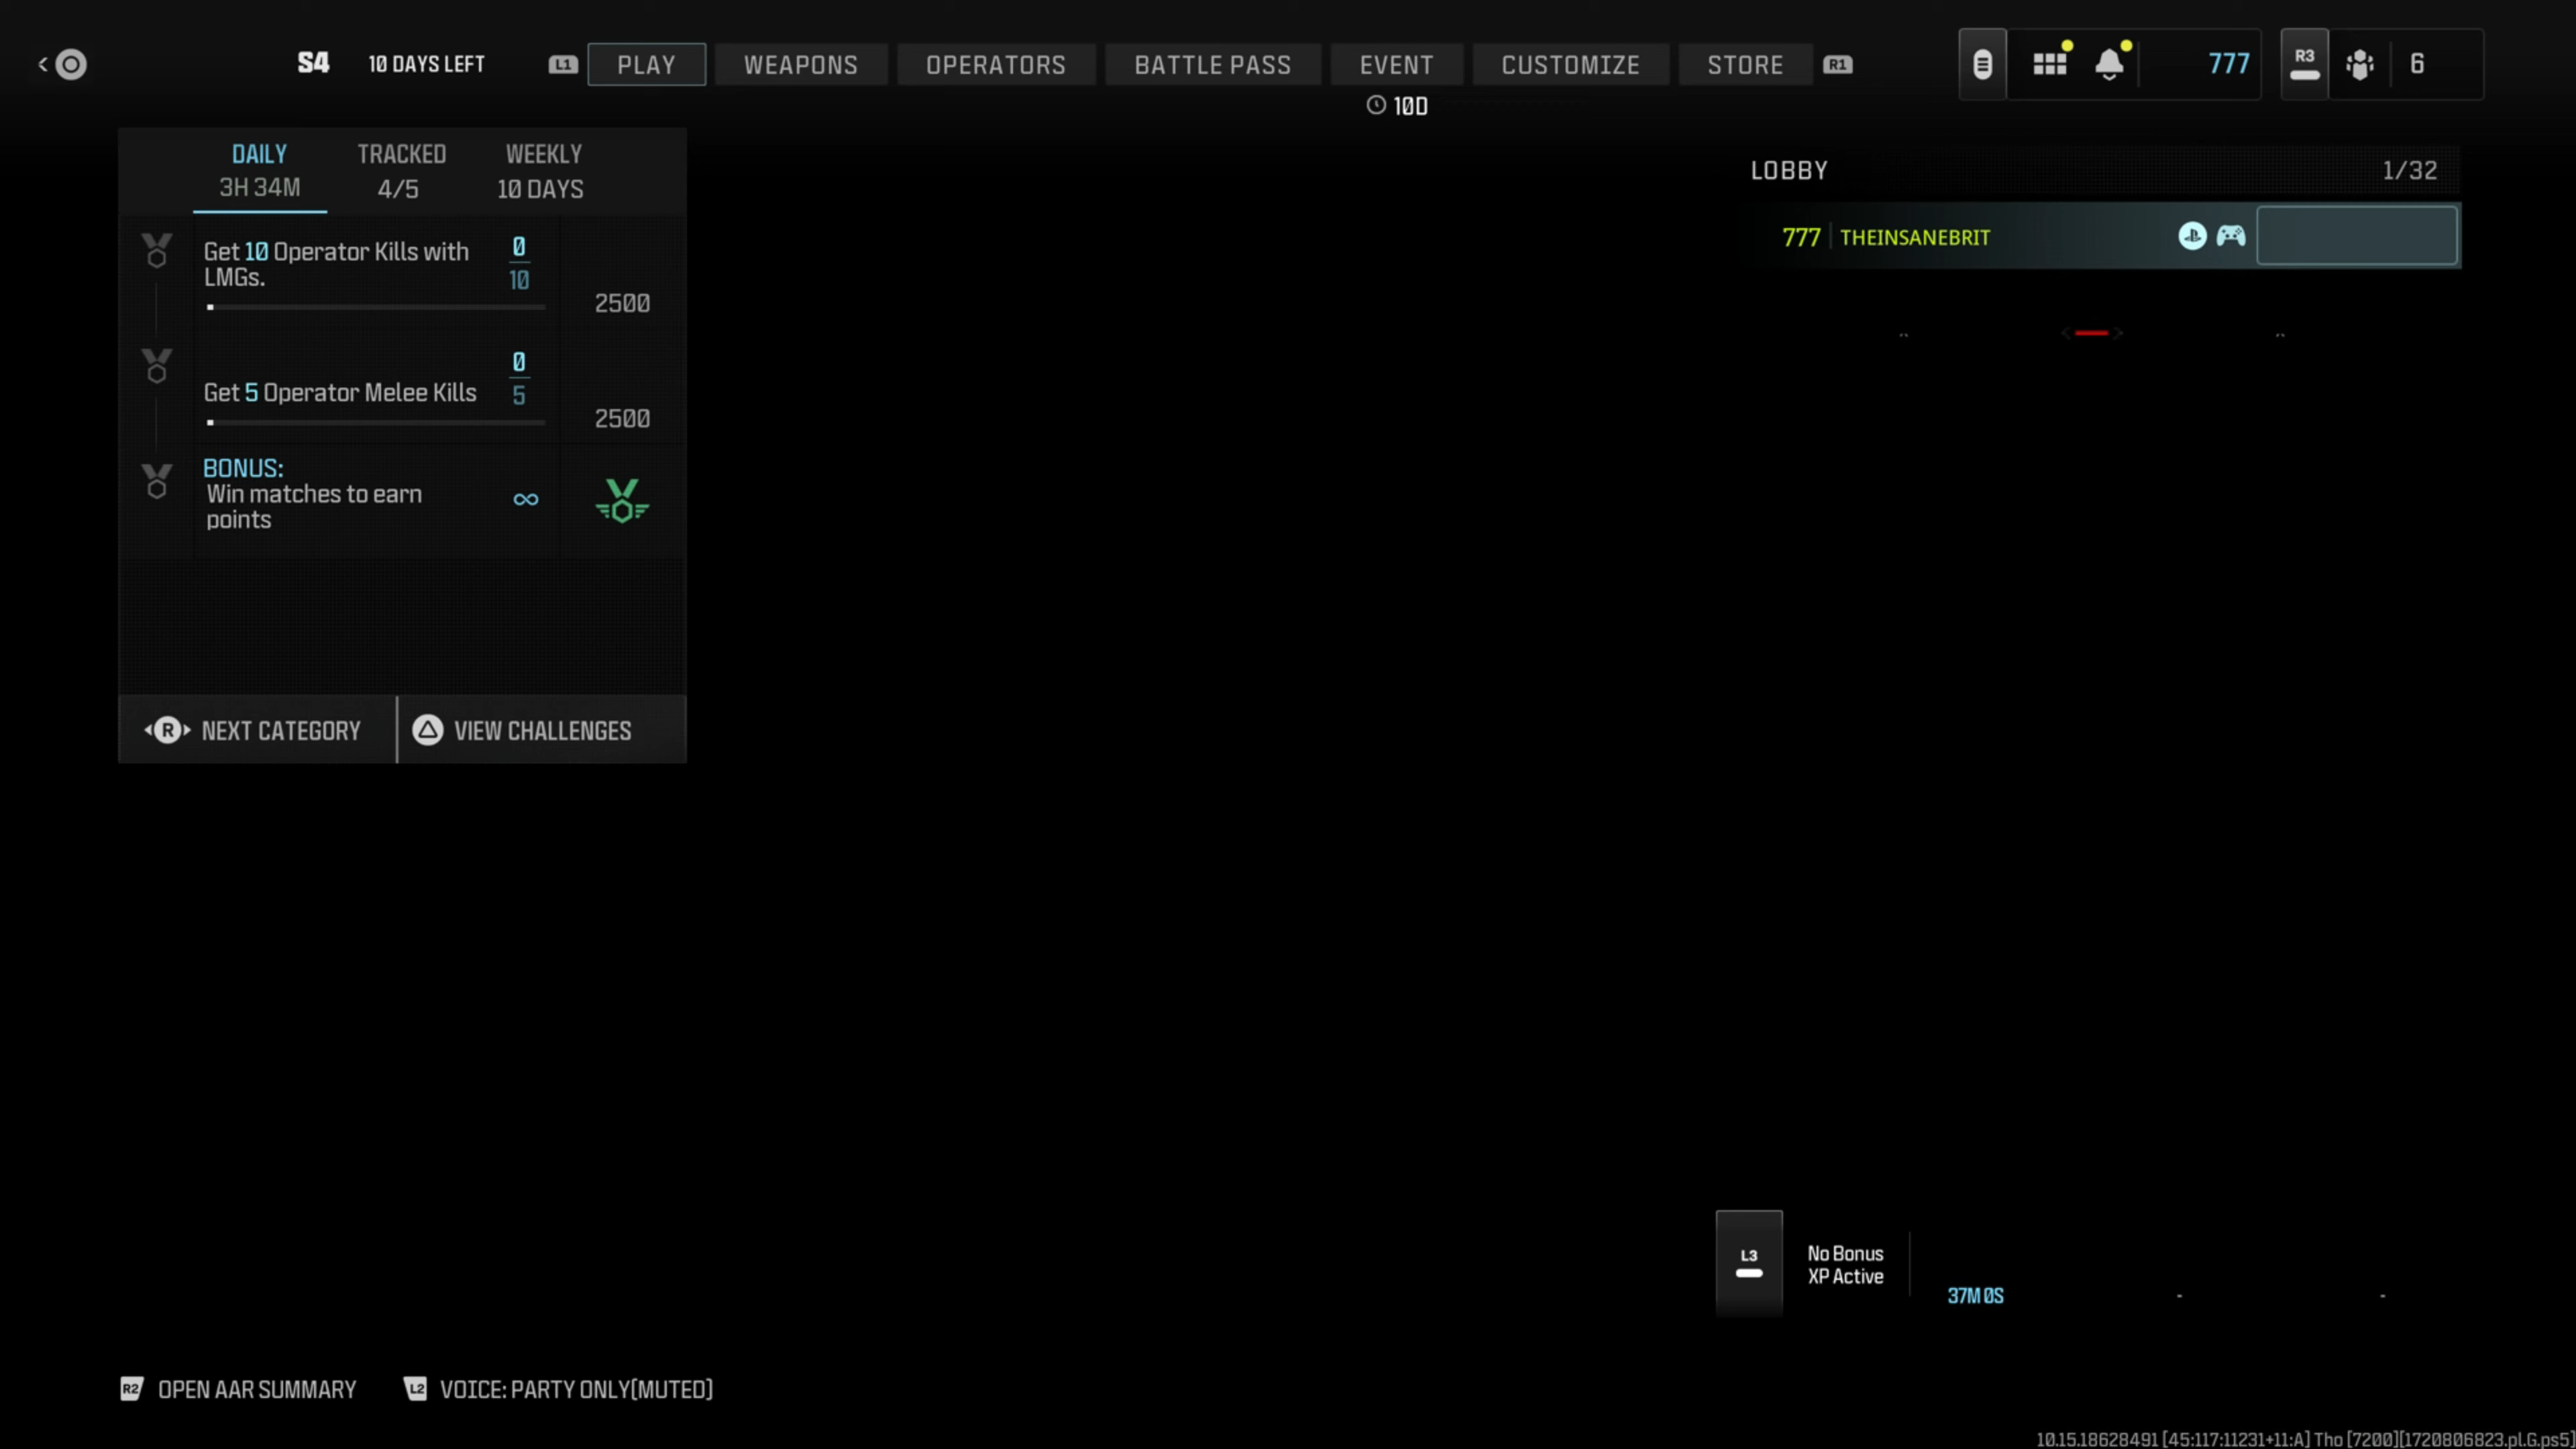 S4 10 DAYS LEFT L1 PLAY WEAPONS OPERATORS BATTLE PASS EVENT CUSTOMIZE STORE R1 777 R3 6
10D
DAILY TRACKED WEEKLY
3H 34M 4/5 10 DAYS
Get 10 Operator Kills with
LMGs.
0
10
2500
Get 5 Operator Melee Kills
0
5
2500
BONUS:
Win matches to earn
points
∞
R NEXT CATEGORY VIEW CHALLENGES
LOBBY 1/32
777 THEINSANEBRIT
L3 No Bonus
XP Active
37M 0S - -
R2 OPEN AAR SUMMARY L2 VOICE: PARTY ONLY[MUTED]
10.15.18628491 [45:117:11231+11:A] Tho [7200][1720806823.pl.G.ps5]